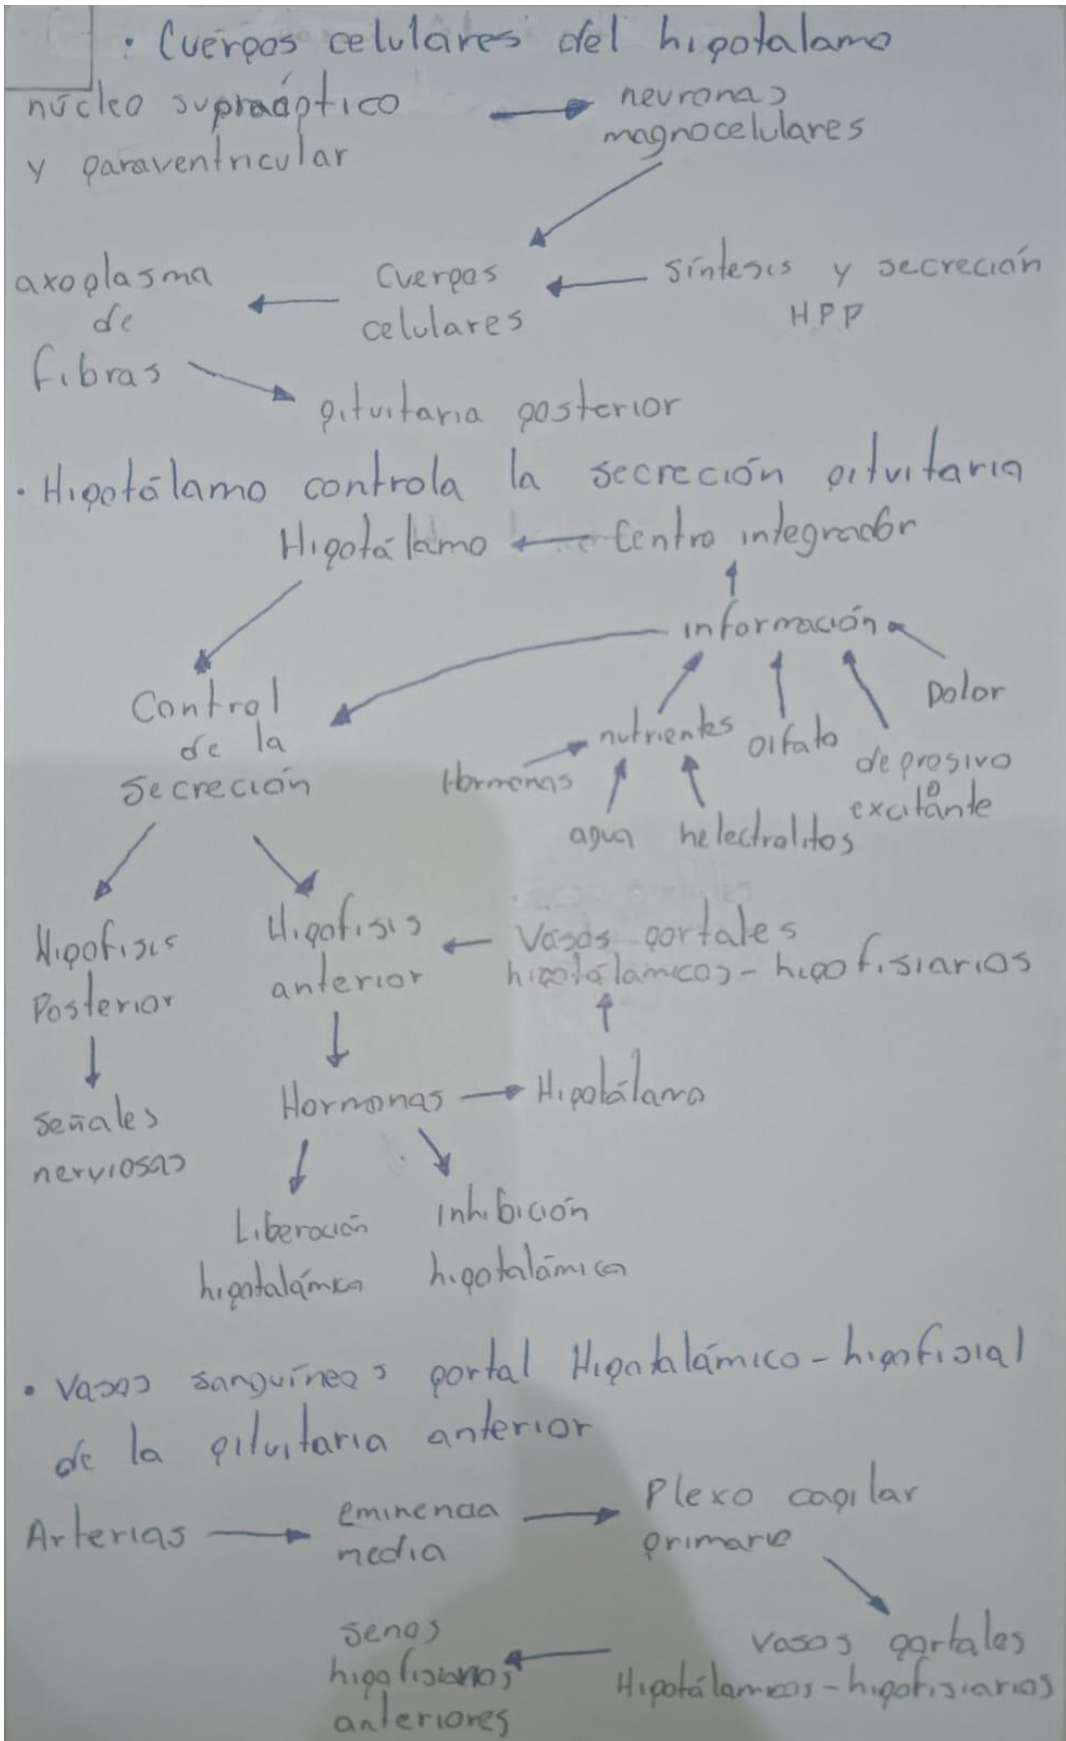 · Cuerpos celulares del hipotalamo
núcleo supraóptico
y paraventricular
neuronas
magnocelulares
axoplasma
de
fibras
Cuerpos
celulares
síntesis y secreción
HPP
pituitaria posterior
· Hipotálamo controla la secreción pituitaria
Hipotálamo
Centro integrador
información
Dolor
Control
de la
secreción
nutrientes
olfato
depresivo
o
excitante
Hormonas
agua
helectrolitos
Hipofisis
Posterior
Hipofisis
anterior
Vasos portales
hipotálamicos-hipofisiarios
señales
nerviosas
Hormonas
Hipotálamo
Liberación
hipotalámica
Inhibición
hipotalámica
· Vasos sanguíneos portal Hipotalámico-hipofisial
de la pituitaria anterior
Arterias
eminencia
media
Plexo capilar
primario
vasos portales
Hipotálamicos-hipofisiarios
senos
hipofisiarios
anteriores